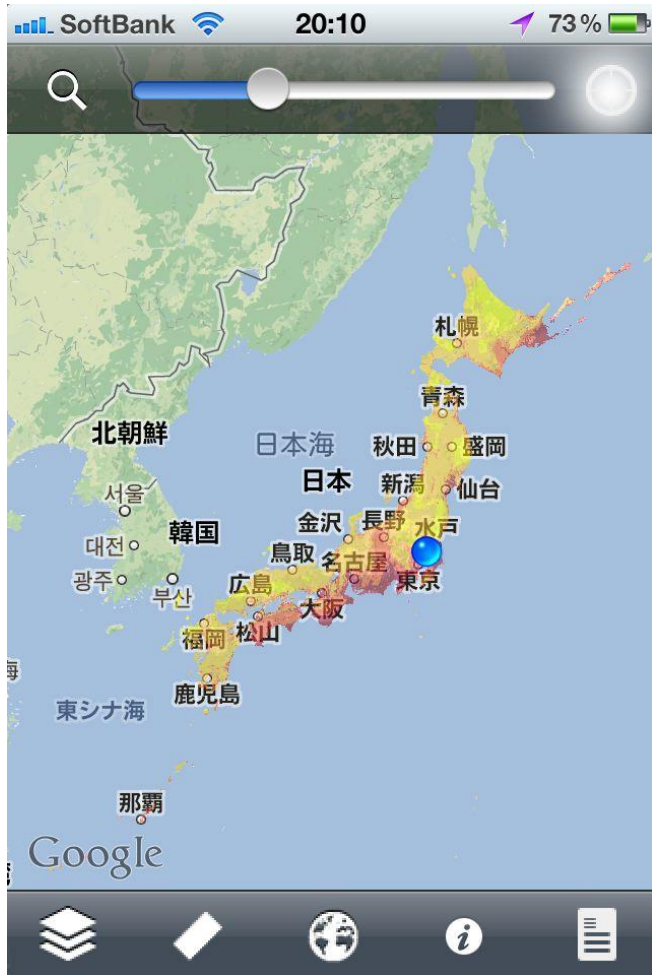 SoftBank 20:10 73%
札幌
青森
北朝鮮
日本海
秋田 盛岡
日本
新潟 仙台
서울
金沢 長野 水戸
韓国
대전
鳥取 名古屋
광주 부산
広島 東京
大阪
福岡 松山
海
鹿児島
東シナ海
那覇
Google
i